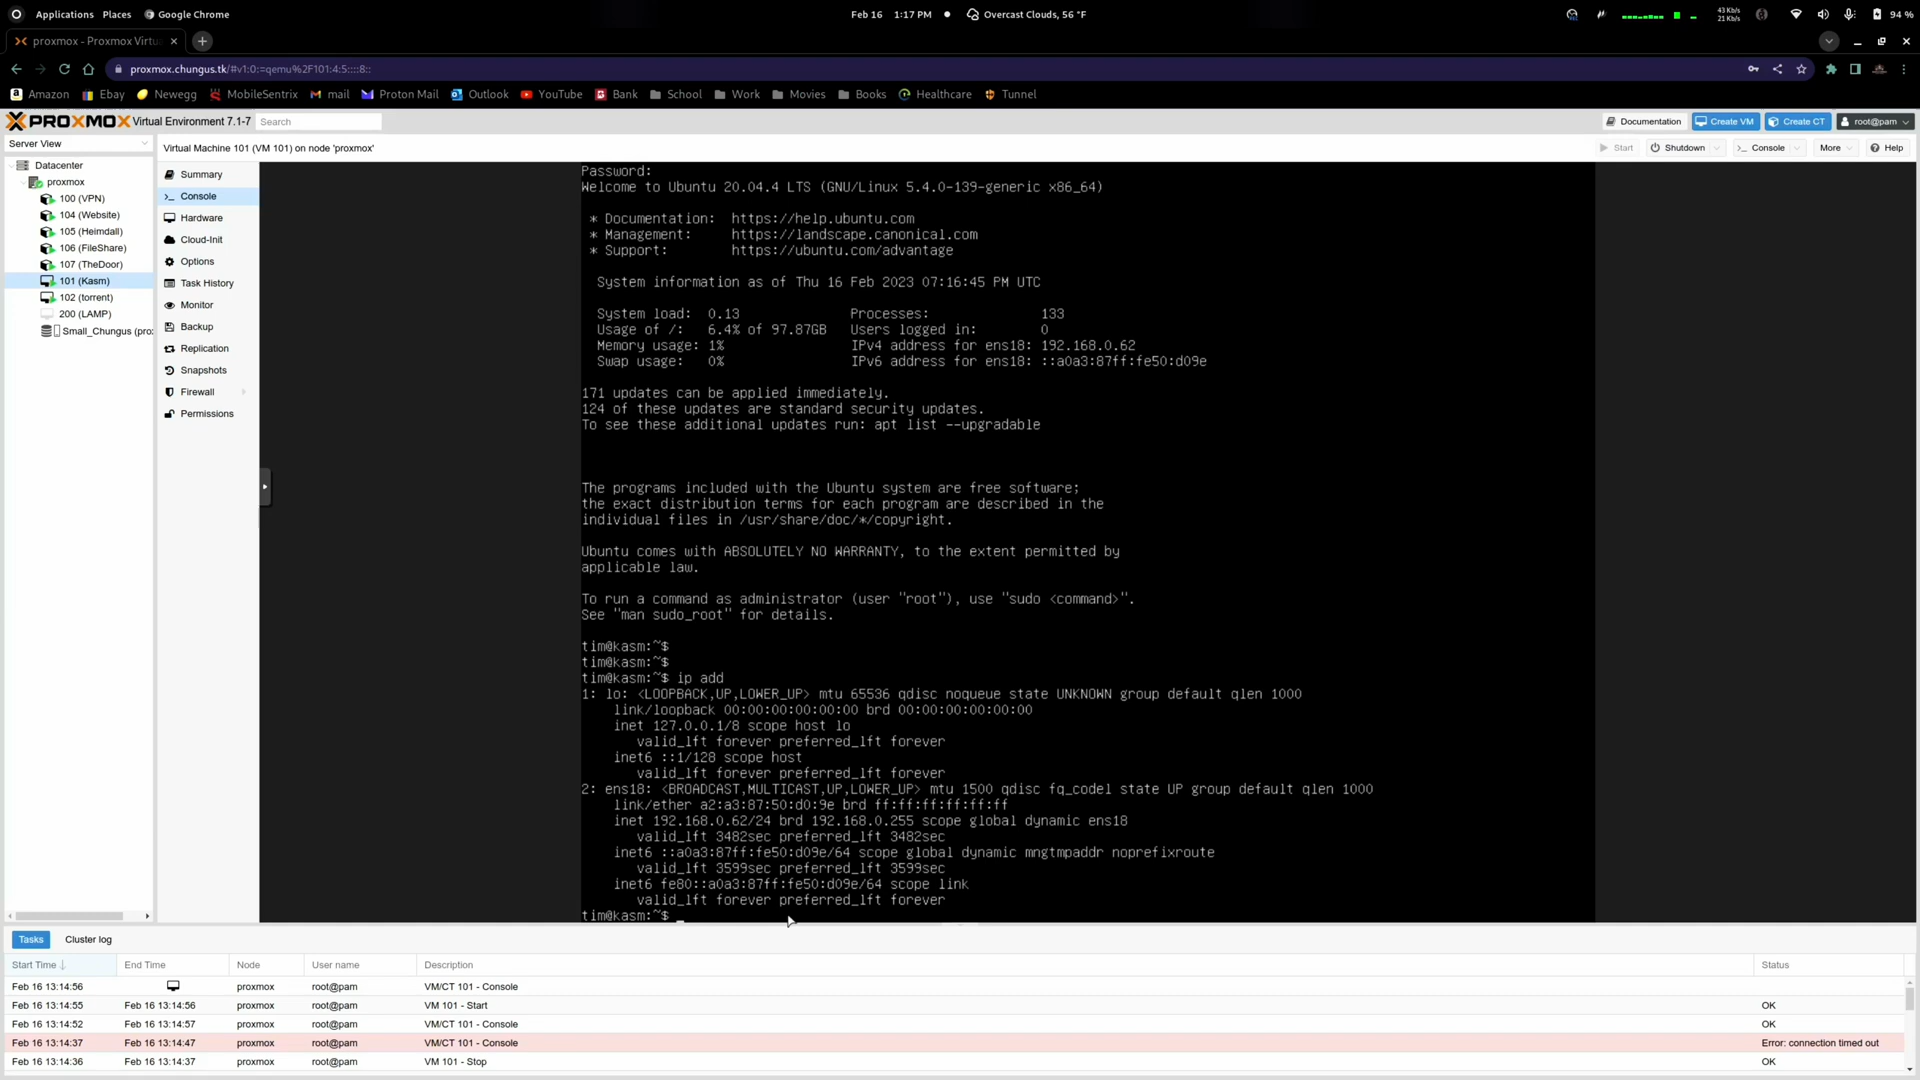 Applications Places Google Chrome Feb 16 1:17 PM Overcast Clouds, 56 °F 43 Kb/s 21 Kb/s 94 %
proxmox - Proxmox Virtu
proxmox.chungus.tk/#v1:0:=qemu%2F101:4:5::::8::
Amazon Ebay Newegg MobileSentrix mail Proton Mail Outlook YouTube Bank School Work Movies Books Healthcare Tunnel
PROXMOX Virtual Environment 7.1-7 Search Documentation Create VM Create CT root@pam
Server View Virtual Machine 101 (VM 101) on node 'proxmox' Start Shutdown Console More Help
Datacenter
proxmox
100 (VPN)
104 (Website)
105 (Heimdall)
106 (FileShare)
107 (TheDoor)
101 (Kasm)
102 (torrent)
200 (LAMP)
Small_Chungus (prox
Summary
Console
Hardware
Cloud-Init
Options
Task History
Monitor
Backup
Replication
Snapshots
Firewall
Permissions
Password:
Welcome to Ubuntu 20.04.4 LTS (GNU/Linux 5.4.0-139-generic x86_64)
* Documentation: https://help.ubuntu.com
* Management: https://landscape.canonical.com
* Support: https://ubuntu.com/advantage
System information as of Thu 16 Feb 2023 07:16:45 PM UTC
System load: 0.13 Processes: 133
Usage of /: 6.4% of 97.87GB Users logged in: 0
Memory usage: 1% IPv4 address for ens18: 192.168.0.62
Swap usage: 0% IPv6 address for ens18: ::a0a3:87ff:fe50:d09e
171 updates can be applied immediately.
124 of these updates are standard security updates.
To see these additional updates run: apt list --upgradable
The programs included with the Ubuntu system are free software;
the exact distribution terms for each program are described in the
individual files in /usr/share/doc/*/copyright.
Ubuntu comes with ABSOLUTELY NO WARRANTY, to the extent permitted by
applicable law.
To run a command as administrator (user "root"), use "sudo <command>".
See "man sudo_root" for details.
tim@kasm:~$
tim@kasm:~$
tim@kasm:~$ ip add
1: lo: <LOOPBACK,UP,LOWER_UP> mtu 65536 qdisc noqueue state UNKNOWN group default qlen 1000
link/loopback 00:00:00:00:00:00 brd 00:00:00:00:00:00
inet 127.0.0.1/8 scope host lo
valid_lft forever preferred_lft forever
inet6 ::1/128 scope host
valid_lft forever preferred_lft forever
2: ens18: <BROADCAST,MULTICAST,UP,LOWER_UP> mtu 1500 qdisc fq_codel state UP group default qlen 1000
link/ether a2:a3:87:50:d0:9e brd ff:ff:ff:ff:ff:ff
inet 192.168.0.62/24 brd 192.168.0.255 scope global dynamic ens18
valid_lft 3482sec preferred_lft 3482sec
inet6 ::a0a3:87ff:fe50:d09e/64 scope global dynamic mngtmpaddr noprefixroute
valid_lft 3599sec preferred_lft 3599sec
inet6 fe80::a0a3:87ff:fe50:d09e/64 scope link
valid_lft forever preferred_lft forever
tim@kasm:~$ _
Tasks Cluster log
Start Time End Time Node User name Description Status
Feb 16 13:14:56 proxmox root@pam VM/CT 101 - Console
Feb 16 13:14:55 Feb 16 13:14:56 proxmox root@pam VM 101 - Start OK
Feb 16 13:14:52 Feb 16 13:14:57 proxmox root@pam VM/CT 101 - Console OK
Feb 16 13:14:37 Feb 16 13:14:47 proxmox root@pam VM/CT 101 - Console Error: connection timed out
Feb 16 13:14:36 Feb 16 13:14:37 proxmox root@pam VM 101 - Stop OK